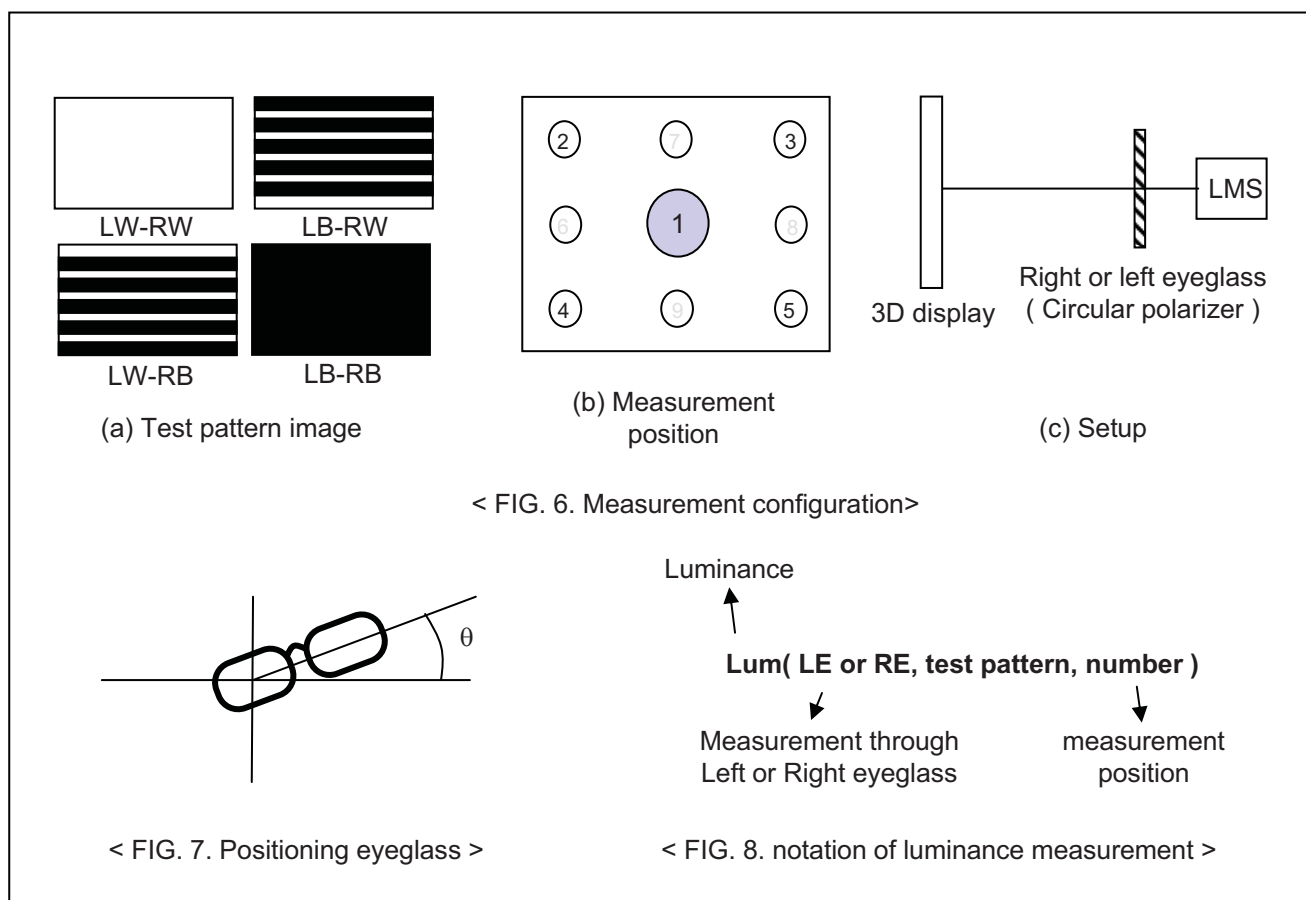 LW-RW
LB-RW
LW-RB
LB-RB
(a) Test pattern image
2
7
3
6
1
8
4
9
5
(b) Measurement
position
LMS
3D display
Right or left eyeglass
( Circular polarizer )
(c) Setup
< FIG. 6. Measurement configuration>
θ
< FIG. 7. Positioning eyeglass >
Luminance
Lum( LE or RE, test pattern, number )
Measurement through
Left or Right eyeglass
measurement
position
< FIG. 8. notation of luminance measurement >